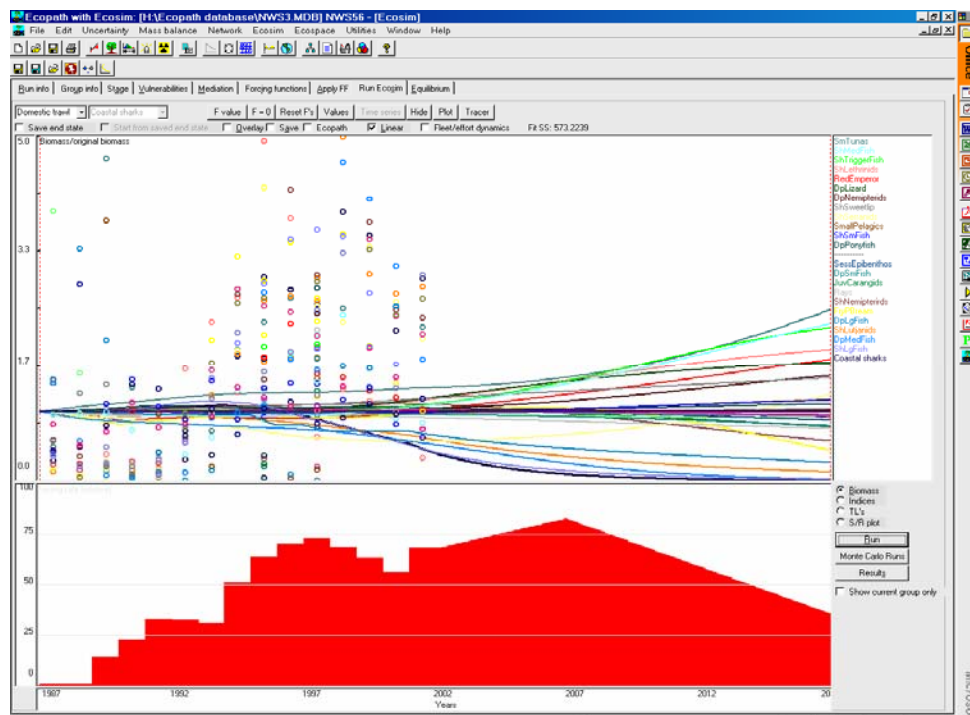 Ecopath with Ecosim: [H:\Ecopath database\NWS3.MDB] NWS56 - [Ecosim]
File Edit Uncertainty Mass balance Network Ecosim Ecospace Utilities Window Help
Run info Group info Stage Vulnerabilities Mediation Forcing functions Apply FF Run Ecosim Equilibrium
Domestic trawl Coastal sharks F value F = 0 Reset F's Values Time series Hide Plot Tracer
Save end state Start from saved end state Overlay Save Ecopath Linear Fleet/effort dynamics Fit SS: 573.2239
5.0 Biomass/original biomass
3.3
1.7
0.0
SmTunas
ShMedFish
ShTriggerFish
ShLethrinids
RedEmperor
DpLizard
DpNemipterids
ShSweetlip
SmallPelagics
ShSmFish
DpPonyfish
----------
SessEpibenthos
DpSmFish
JuvCarangids
Rays
ShNemipterids
DpLgFish
ShLutjanids
DpMedFish
ShLgFish
Coastal sharks
100
75
50
25
0
1987 1992 1997 2002 2007 2012 20
Years
Biomass
Indices
TL's
S/R plot
Run
Monte Carlo Runs
Results
Show current group only
Office